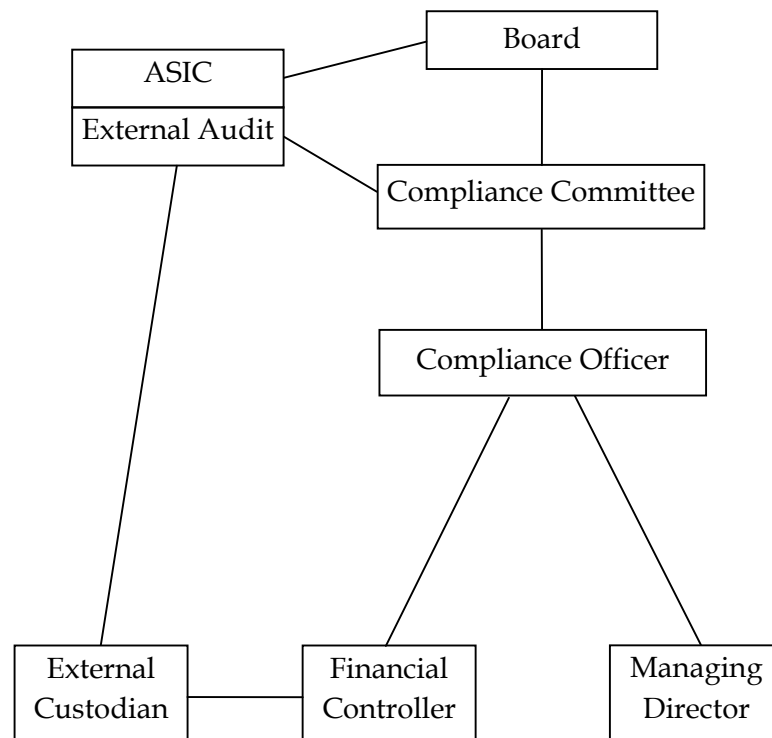 Board
ASIC
External Audit
Compliance Committee
Compliance Officer
External
Custodian
Financial
Controller
Managing
Director